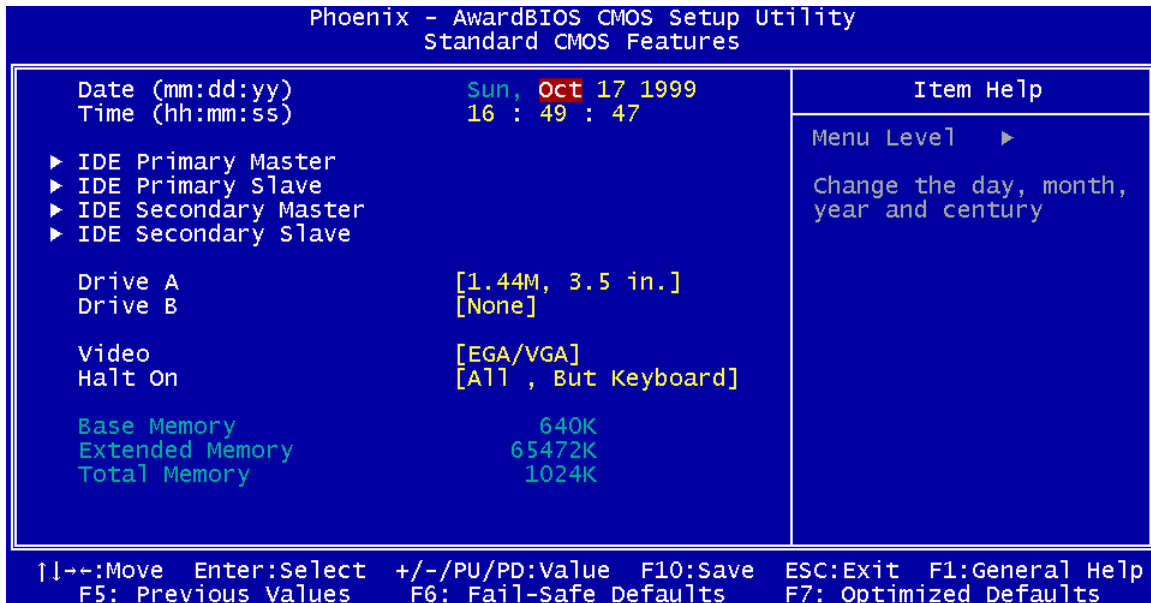 Phoenix - AwardBIOS CMOS Setup Utility
Standard CMOS Features
Date (mm:dd:yy) Sun, Oct 17 1999
Time (hh:mm:ss) 16 : 49 : 47
▶ IDE Primary Master
▶ IDE Primary Slave
▶ IDE Secondary Master
▶ IDE Secondary Slave
Drive A [1.44M, 3.5 in.]
Drive B [None]
Video [EGA/VGA]
Halt On [All , But Keyboard]
Base Memory 640K
Extended Memory 65472K
Total Memory 1024K
Item Help
Menu Level ▶
Change the day, month,
year and century
↑↓→←:Move Enter:Select +/-/PU/PD:Value F10:Save ESC:Exit F1:General Help
F5: Previous Values F6: Fail-Safe Defaults F7: Optimized Defaults